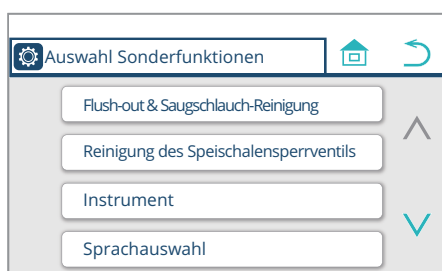 Auswahl Sonderfunktionen
Flush-out & Saugschlauch-Reinigung
Reinigung des Speischalensperrventils
Instrument
Sprachauswahl